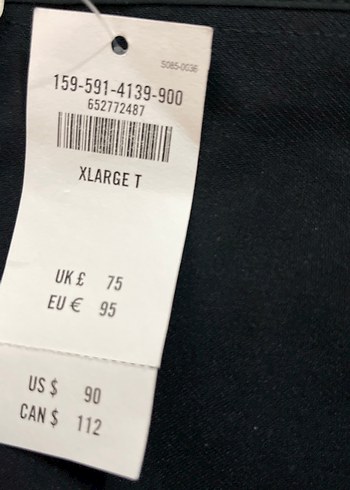 S085-0036
159-591-4139-900
652772487
XLARGE T
UK £ 75
EU € 95
US $ 90
CAN $ 112